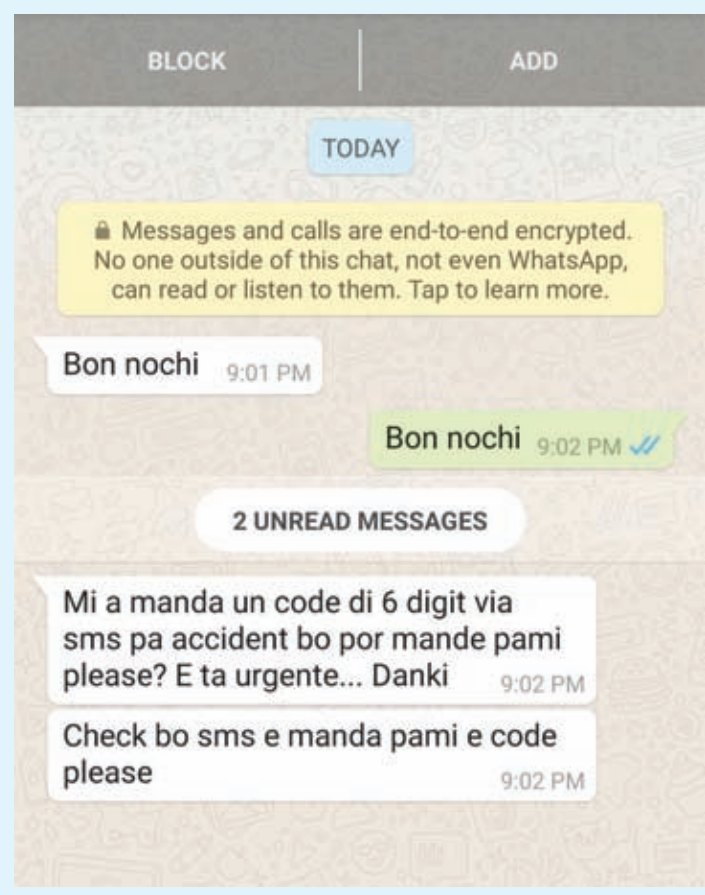 BLOCK
ADD
TODAY
Messages and calls are end-to-end encrypted.
No one outside of this chat, not even WhatsApp,
can read or listen to them. Tap to learn more.
Bon nochi 9:01 PM
Bon nochi 9:02 PM
2 UNREAD MESSAGES
Mi a manda un code di 6 digit via
sms pa accident bo por mande pami
please? E ta urgente... Danki 9:02 PM
Check bo sms e manda pami e code
please 9:02 PM